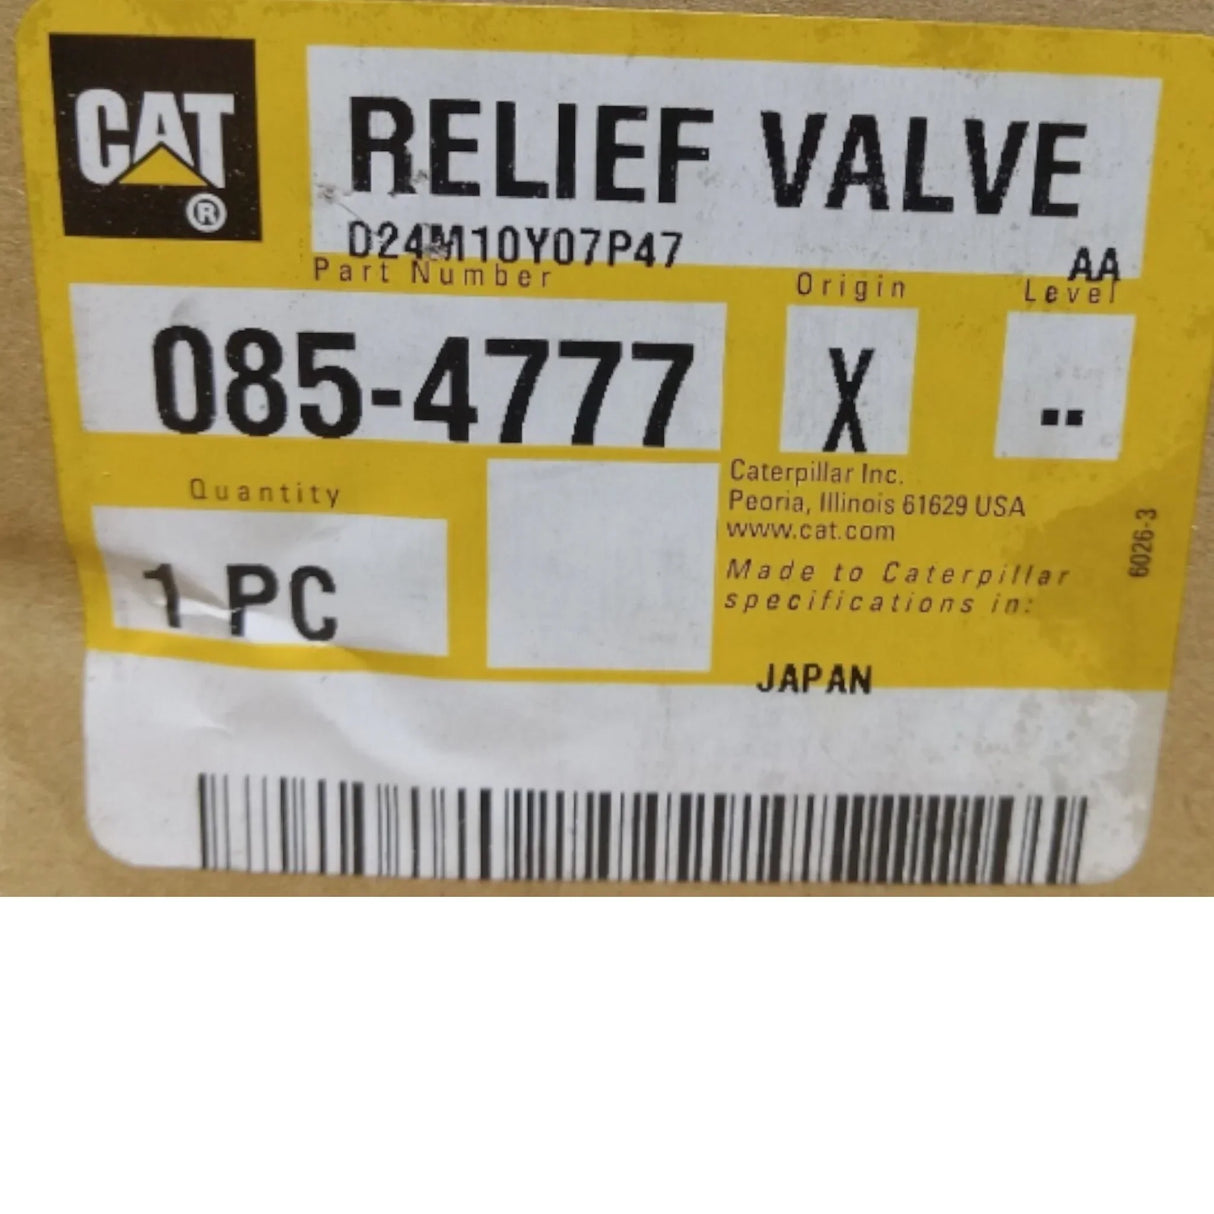 CAT®
RELIEF VALVE
D24M10Y07P47
AA
Part Number
Origin
Level
085-4777
X
--
Quantity
1 PC
Caterpillar Inc.
Peoria, Illinois 61629 USA
www.cat.com
Made to Caterpillar
specifications in:
JAPAN
6026-3